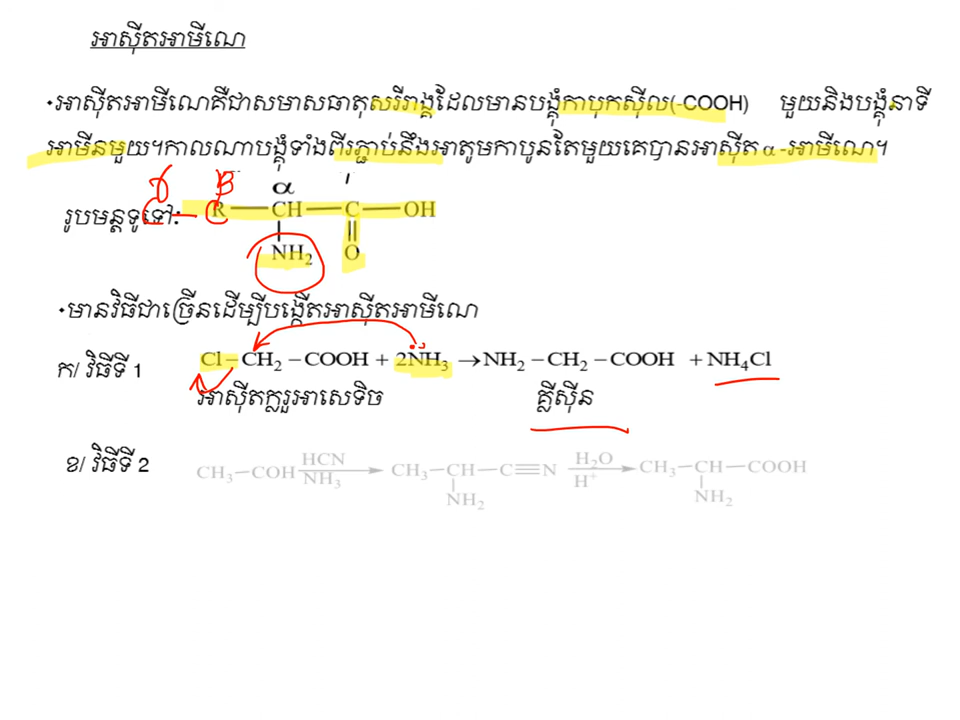 អាស៊ីតអាមីណេ
•អាស៊ីតអាមីណេគឺជាសមាសធាតុសរីរាង្គដែលមានបង្គុំកាបុកស៊ីល(-COOH) មួយនិងបង្គុំនាទី
អាមីនមួយ។កាលណាបង្គុំទាំងពីរភ្ជាប់នឹងអាតូមកាបូនតែមួយគេបានអាស៊ីត α -អាមីណេ។
α
រូបមន្តទូទៅ: R — CH — C — OH
NH₂ O
•មានវិធីជាច្រើនដើម្បីបង្កើតអាស៊ីតអាមីណេ
ក/ វិធីទី 1 Cl – CH₂ – COOH + 2NH₃ → NH₂ – CH₂ – COOH + NH₄Cl
អាស៊ីតក្លរួអាសេទិច គ្លីស៊ីន
ខ/ វិធីទី 2 CH₃ – COH HCN NH₃ CH₃ – CH – C≡N H₂O H⁺ CH₃ – CH – COOH
NH₂ NH₂